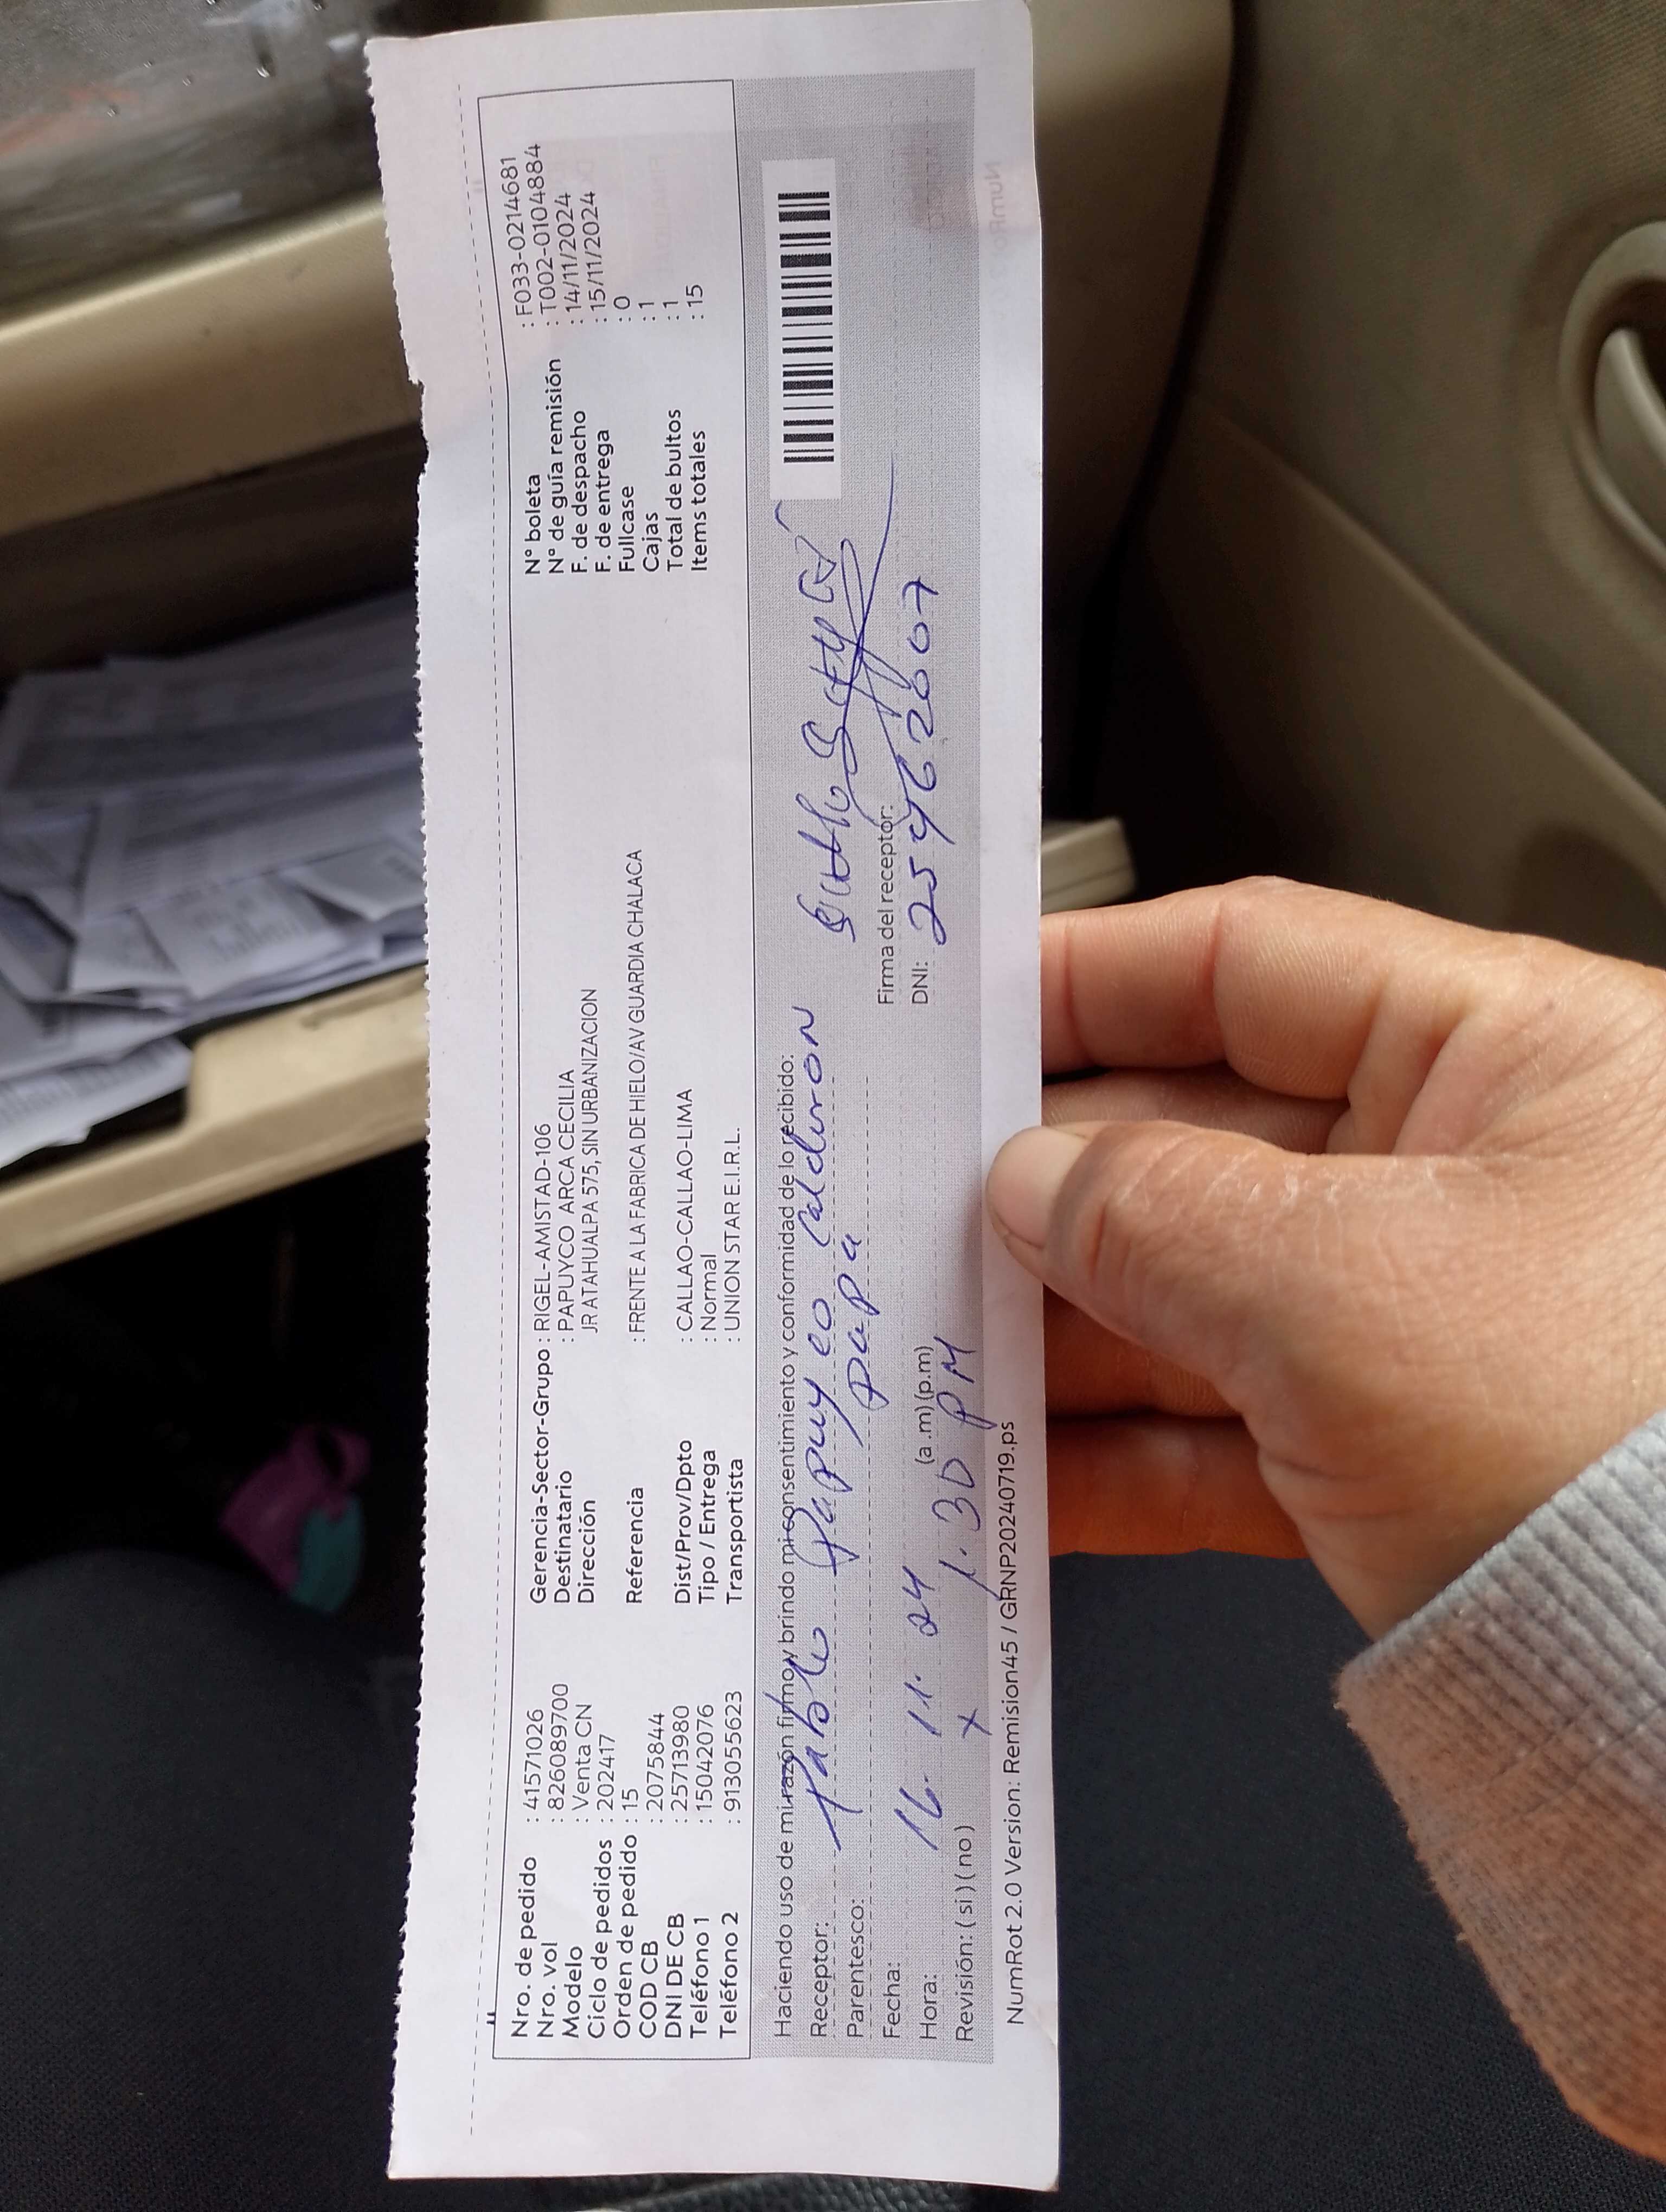 Nro. de pedido : 41571026 Gerencia-Sector-Grupo : RIGEL-AMISTAD-106 N° boleta : F033-0214681
Nro. vol : 826089700 Destinatario : PAPUYCO ARCA CECILIA N° de guía remisión : T002-0104884
Modelo : Venta CN Dirección JR ATAHUALPA 575, SIN URBANIZACION F. de despacho : 14/11/2024
Ciclo de pedidos : 202417 F. de entrega : 15/11/2024
Orden de pedido : 15 Referencia : FRENTE A LA FABRICA DE HIELO/AV GUARDIA CHALACA Fullcase : 0
COD CB : 2075844 Cajas : 1
DNI DE CB : 25713980 Dist/Prov/Dpto : CALLAO-CALLAO-LIMA Total de bultos : 1
Teléfono 1 : 15042076 Tipo / Entrega : Normal Items totales : 15
Teléfono 2 : 913055623 Transportista : UNION STAR E.I.R.L.
Haciendo uso de mi razón firmo y brindo mi consentimiento y conformidad de lo recibido:
Receptor: Pablo Papuyco Calderon
Parentesco: papa
Fecha: 16. 11. 24 Firma del receptor:
Hora: 1. 30 PM (a .m) (p.m) DNI: 25462007
Revisión: ( si ) ( no ) x
NumRot 2.0 Version: Remision45 / GRNP20240719.ps